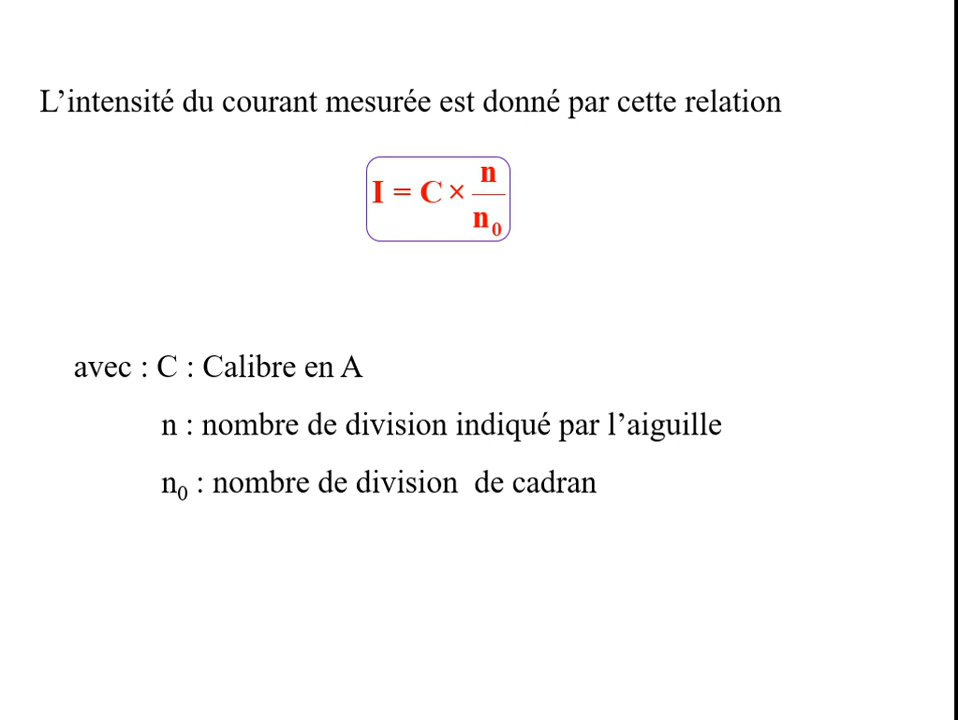 L’intensité du courant mesurée est donné par cette relation
I = C × n/n₀
avec : C : Calibre en A
n : nombre de division indiqué par l’aiguille
n₀ : nombre de division de cadran